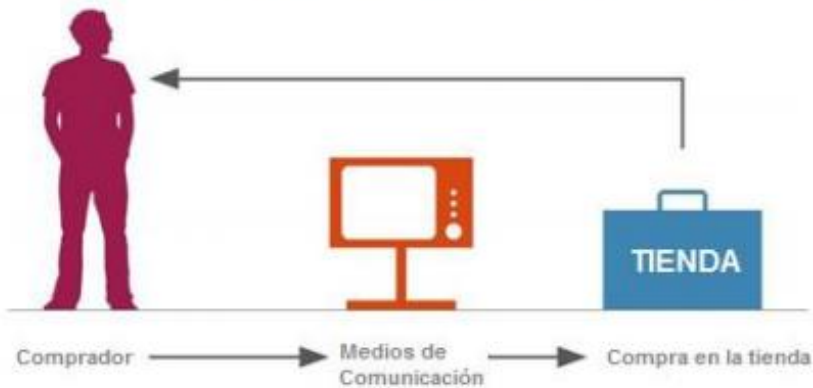 TIENDA
Comprador
Medios de
Comunicación
Compra en la tienda